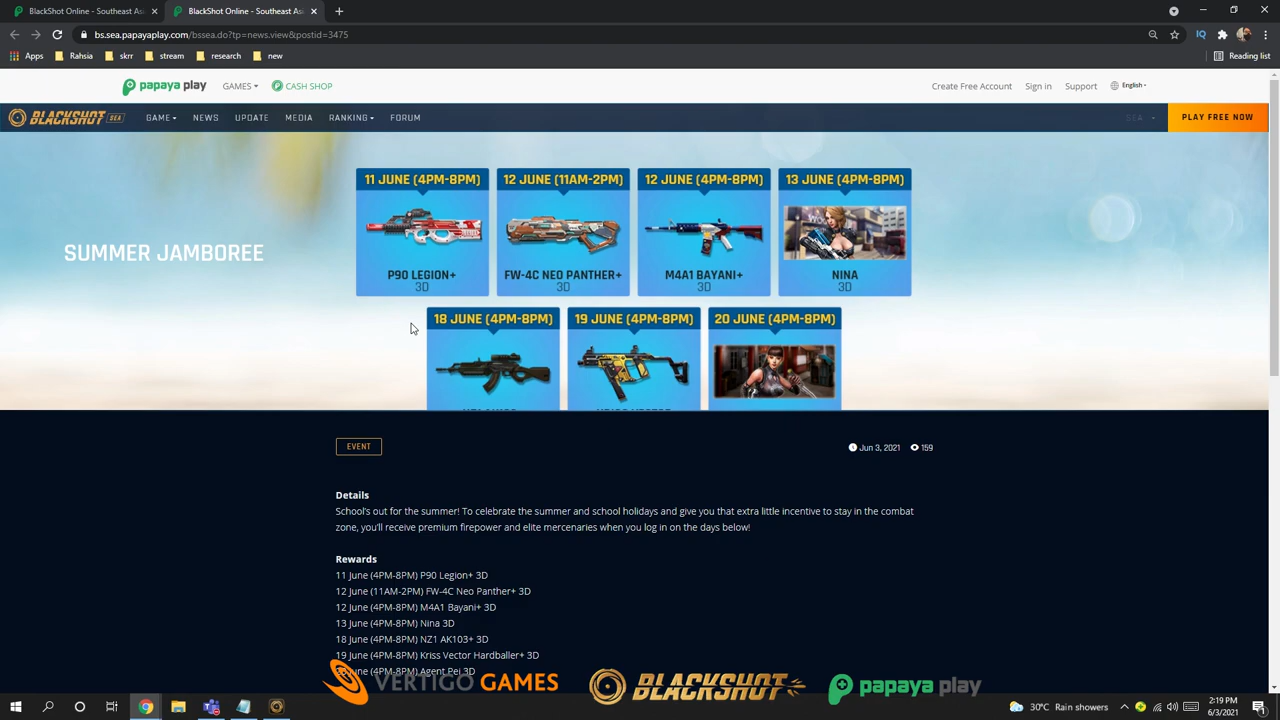 BlackShot Online - Southeast Asi
BlackShot Online - Southeast Asi
bs.sea.papayaplay.com/bssea.do?tp=news.view&postid=3475
Apps Rahsia skrr stream research new Reading list
papaya play GAMES CASH SHOP Create Free Account Sign in Support English
BLACKSHOT SEA GAME NEWS UPDATE MEDIA RANKING FORUM SEA PLAY FREE NOW
SUMMER JAMBOREE
11 JUNE (4PM-8PM) 12 JUNE (11AM-2PM) 12 JUNE (4PM-8PM) 13 JUNE (4PM-8PM)
P90 LEGION+ FW-4C NEO PANTHER+ M4A1 BAYANI+ NINA
3D 3D 3D 3D
18 JUNE (4PM-8PM) 19 JUNE (4PM-8PM) 20 JUNE (4PM-8PM)
EVENT Jun 3, 2021 159
Details
School's out for the summer! To celebrate the summer and school holidays and give you that extra little incentive to stay in the combat
zone, you'll receive premium firepower and elite mercenaries when you log in on the days below!
Rewards
11 June (4PM-8PM) P90 Legion+ 3D
12 June (11AM-2PM) FW-4C Neo Panther+ 3D
12 June (4PM-8PM) M4A1 Bayani+ 3D
13 June (4PM-8PM) Nina 3D
18 June (4PM-8PM) NZ1 AK103+ 3D
19 June (4PM-8PM) Kriss Vector Hardballer+ 3D
June (4PM-8PM) Agent Pei 3D
VERTIGO GAMES BLACKSHOT papaya play
30°C Rain showers 2:19 PM
6/3/2021